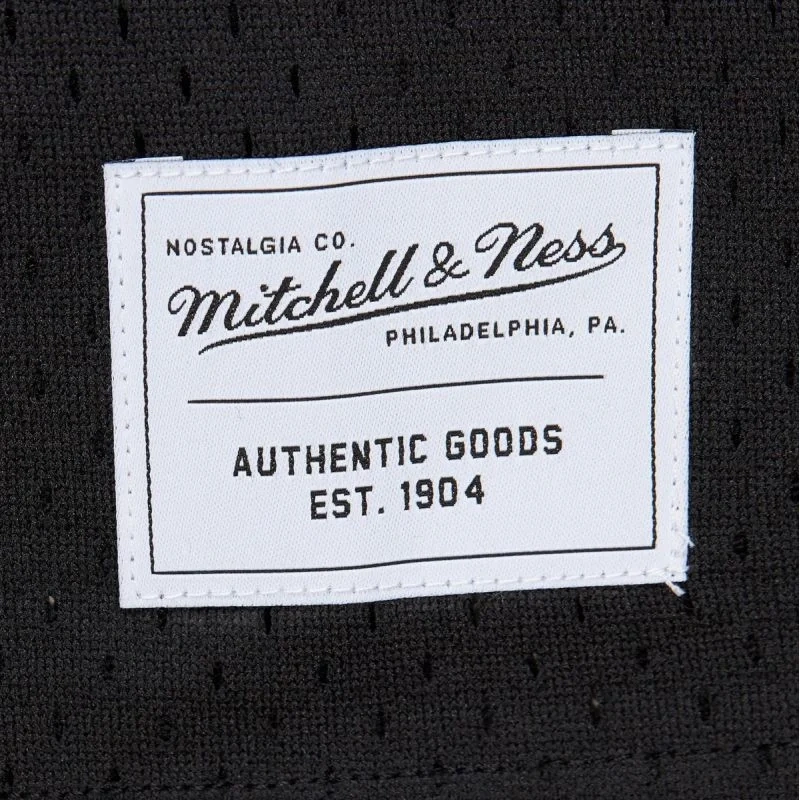 NOSTALGIA CO.
Mitchell & Ness
PHILADELPHIA, PA.
AUTHENTIC GOODS
EST. 1904